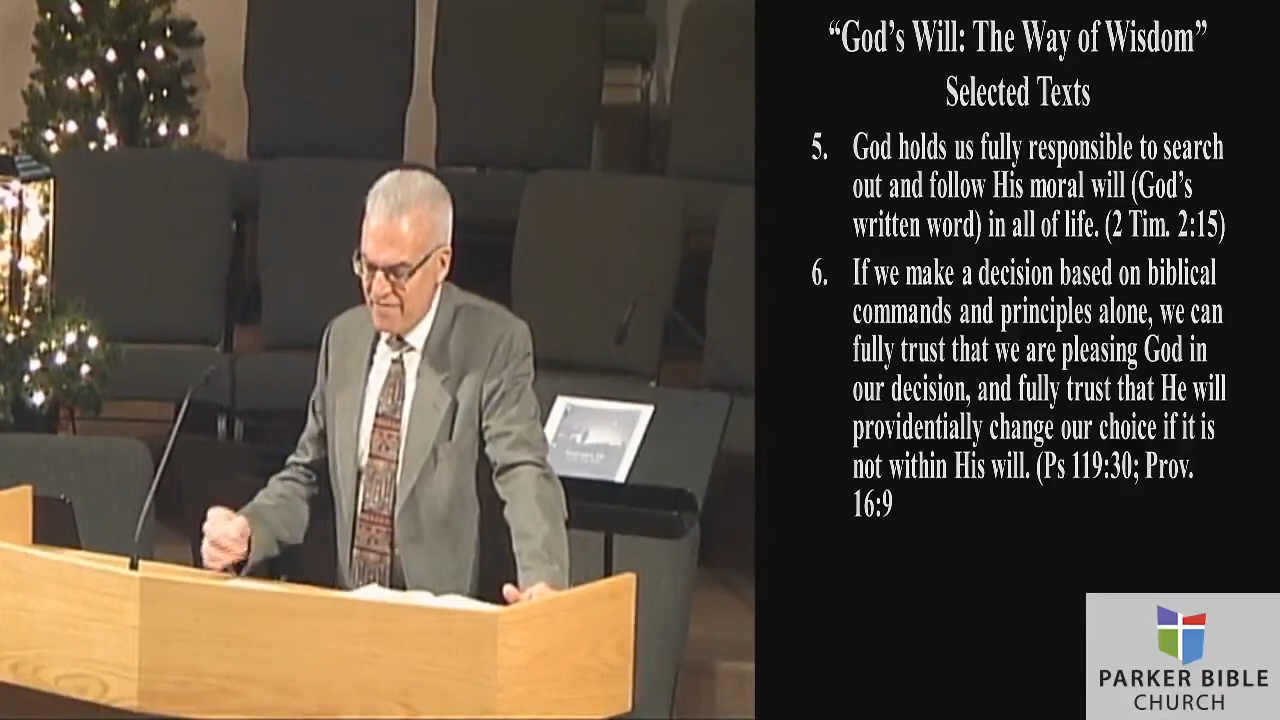 “God’s Will: The Way of Wisdom”
Selected Texts
5. God holds us fully responsible to search
out and follow His moral will (God’s
written word) in all of life. (2 Tim. 2:15)
6. If we make a decision based on biblical
commands and principles alone, we can
fully trust that we are pleasing God in
our decision, and fully trust that He will
providentially change our choice if it is
not within His will. (Ps 119:30; Prov.
16:9
PARKER BIBLE
CHURCH